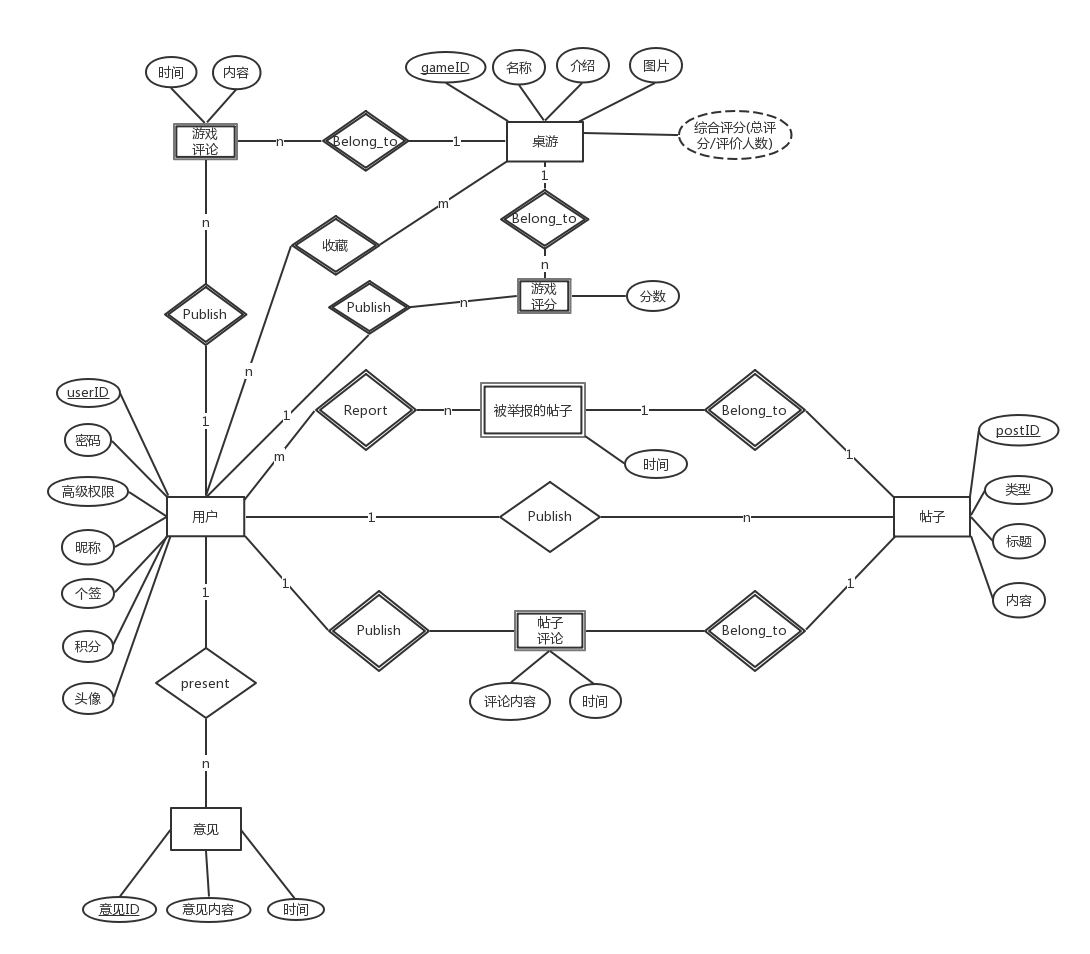 时间
内容
gameID
名称
介绍
图片
游戏
评论
n
Belong_to
1
桌游
综合评分(总评
分/评价人数)
1
m
n
收藏
Belong_to
n
Publish
n
游戏
评分
分数
Publish
n
1
1
userID
Report
n
被举报的帖子
1
Belong_to
密码
m
时间
1
postID
高级权限
用户
1
Publish
n
帖子
类型
昵称
标题
个签
1
1
1
内容
积分
Publish
帖子
评论
Belong_to
头像
present
评论内容
时间
n
意见
意见ID
意见内容
时间